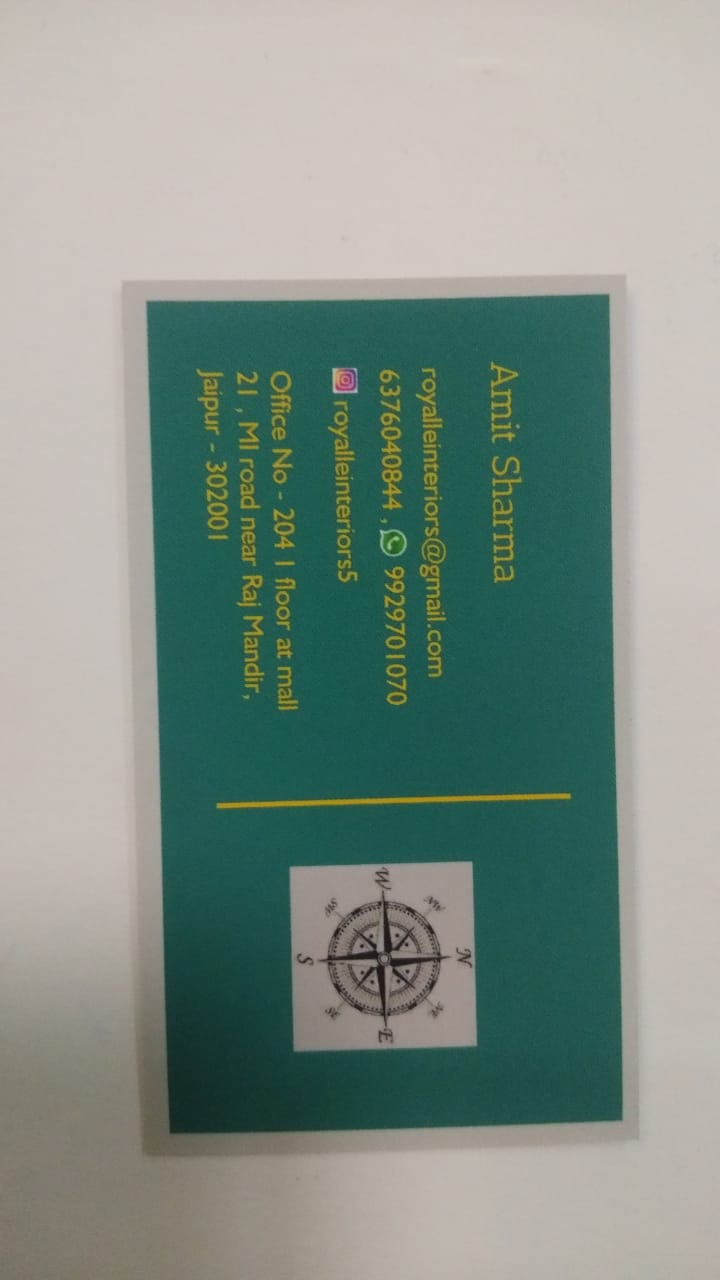 Amit Sharma
royalleinteriors@gmail.com
6376040844 , 9929701070
royalleinteriors5
Office No - 204 1 floor at mall
21 , MI road near Raj Mandir,
Jaipur - 302001
N
NW NE
W E
SW SE
S